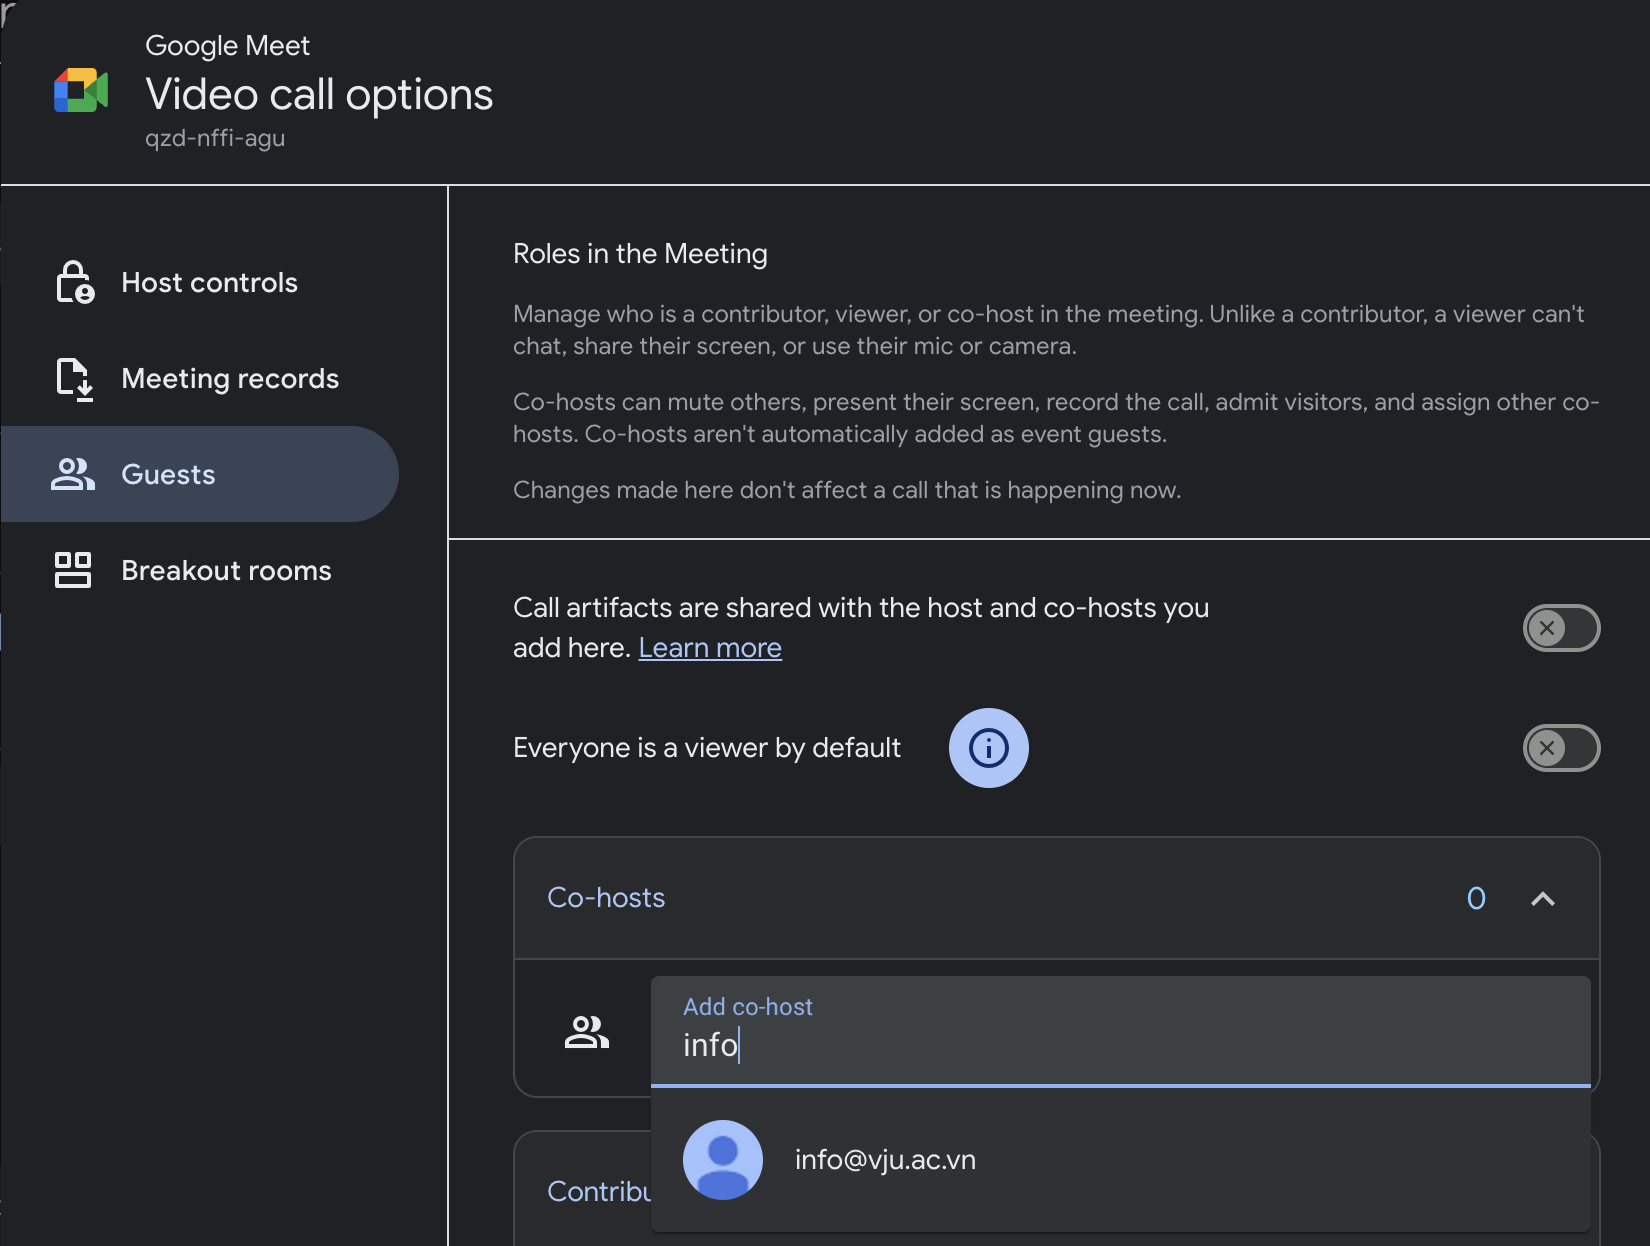 Google Meet
Video call options
qzd-nffi-agu
Host controls
Meeting records
Guests
Breakout rooms
Roles in the Meeting
Manage who is a contributor, viewer, or co-host in the meeting. Unlike a contributor, a viewer can't
chat, share their screen, or use their mic or camera.
Co-hosts can mute others, present their screen, record the call, admit visitors, and assign other co-
hosts. Co-hosts aren't automatically added as event guests.
Changes made here don't affect a call that is happening now.
Call artifacts are shared with the host and co-hosts you
add here. Learn more
Everyone is a viewer by default
Co-hosts 0
Add co-host
info
info@vju.ac.vn
Contribu